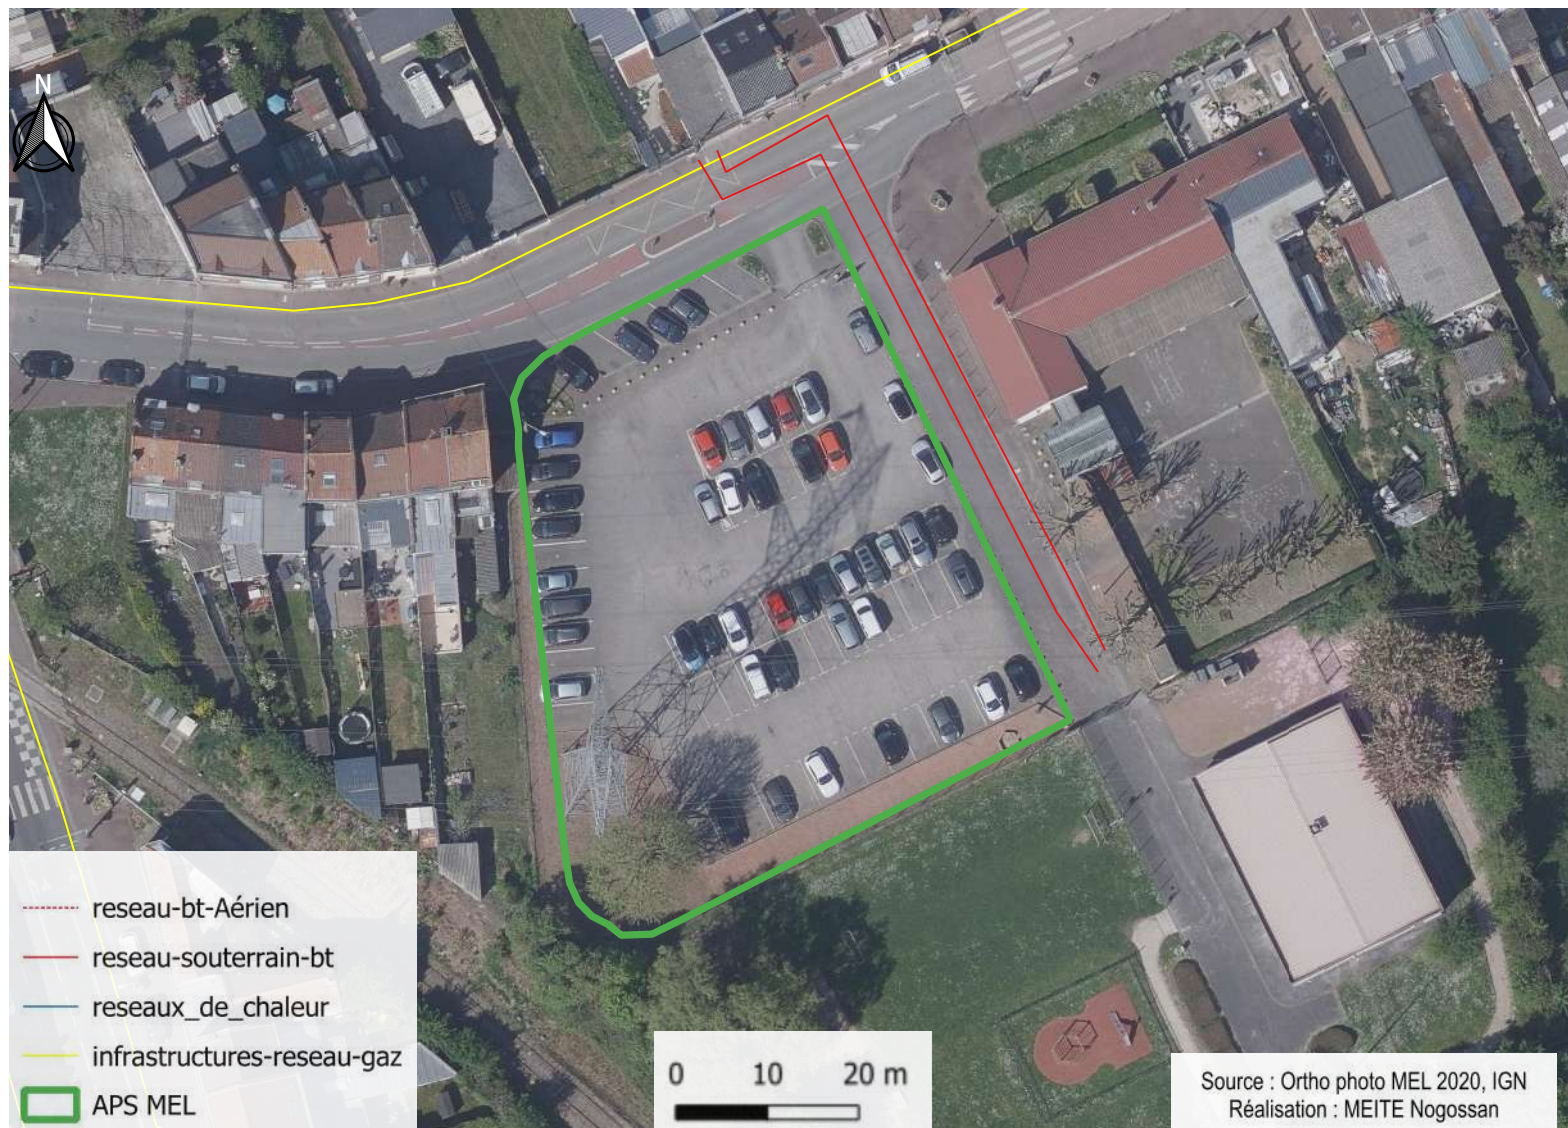 N
reseau-bt-Aérien
reseau-souterrain-bt
reseaux_de_chaleur
infrastructures-reseau-gaz
APS MEL
0 10 20 m
Source : Ortho photo MEL 2020, IGN
Réalisation : MEITE Nogossan